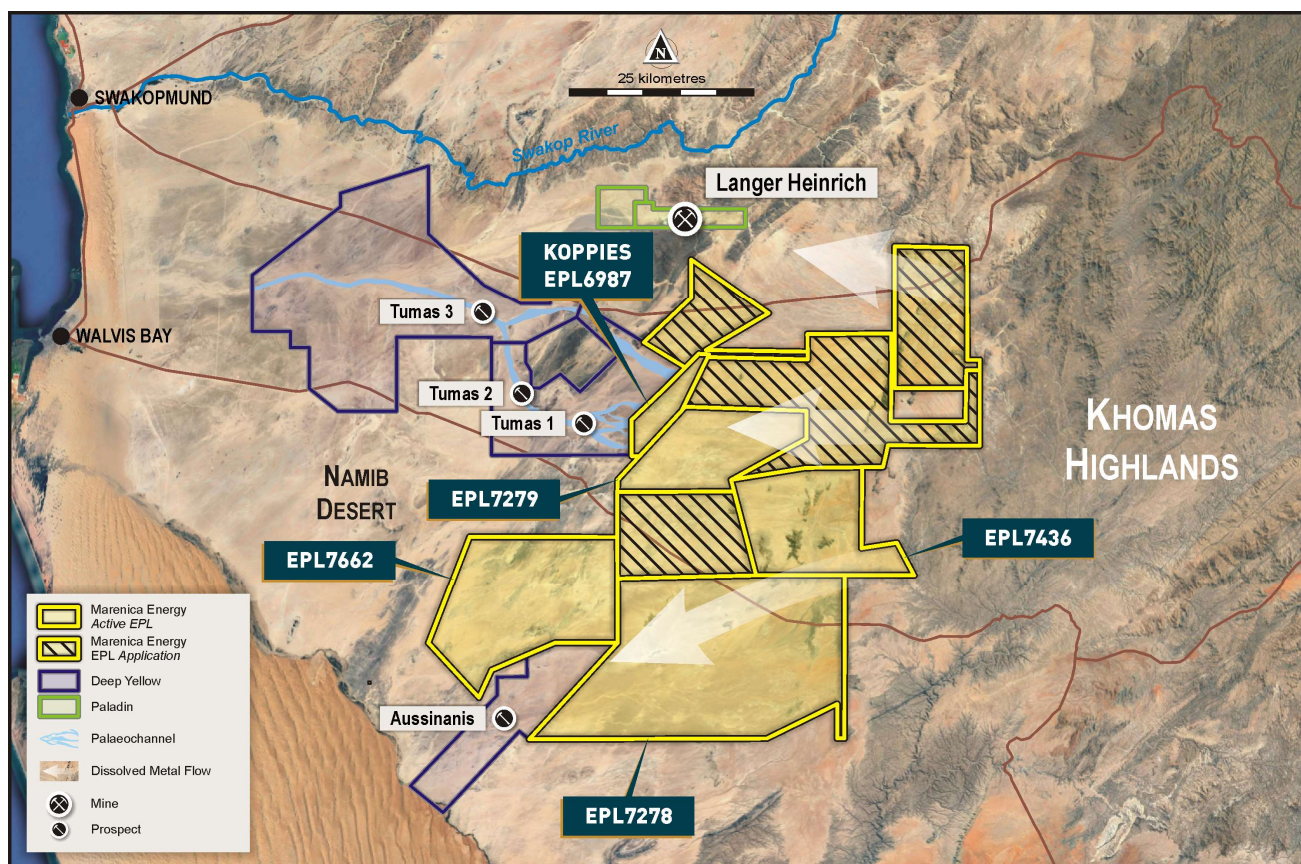 N
25 kilometres
SWAKOPMUND
Swakop River
Langer Heinrich
KOPPIES
EPL6987
Tumas 3
WALVIS BAY
Tumas 2
Tumas 1
KHOMAS
HIGHLANDS
NAMIB
DESERT
EPL7279
EPL7436
EPL7662
Aussinanis
EPL7278
Marenica Energy
Active EPL
Marenica Energy
EPL Application
Deep Yellow
Paladin
Palaeochannel
Dissolved Metal Flow
Mine
Prospect